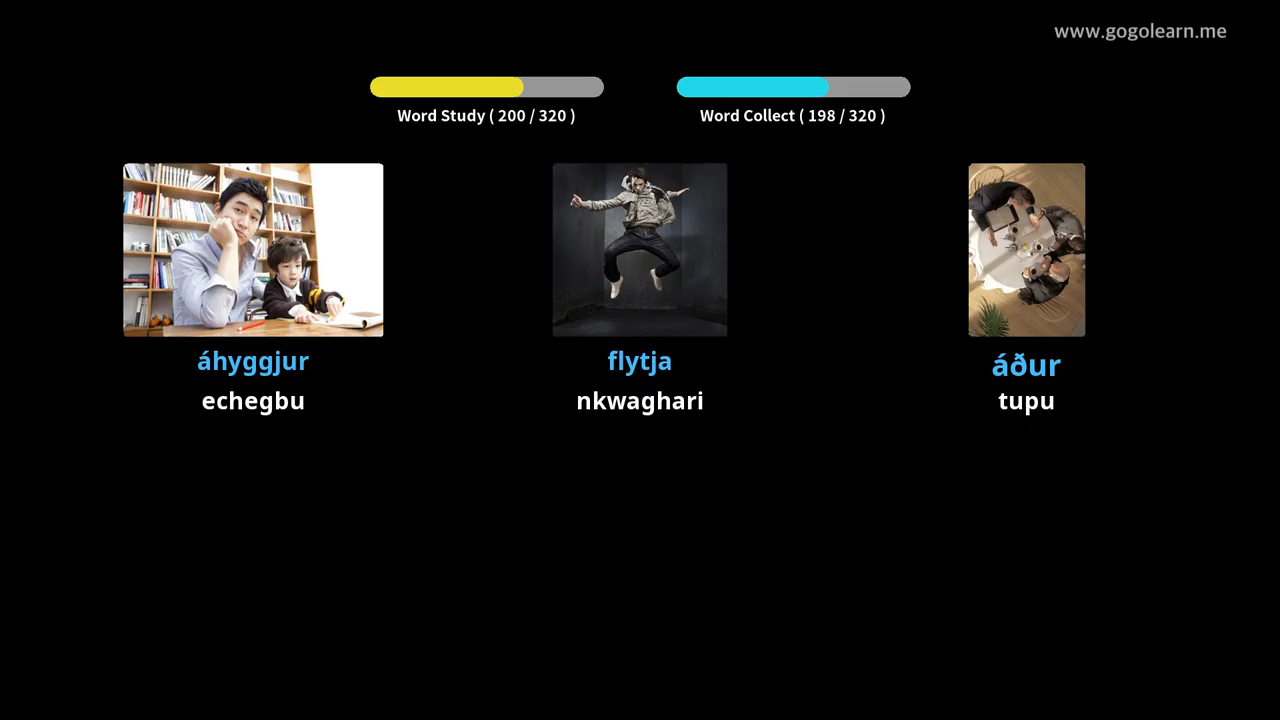 www.gogolearn.me
Word Study ( 200 / 320 )
Word Collect ( 198 / 320 )
áhyggjur
echegbu
flytja
nkwaghari
áður
tupu